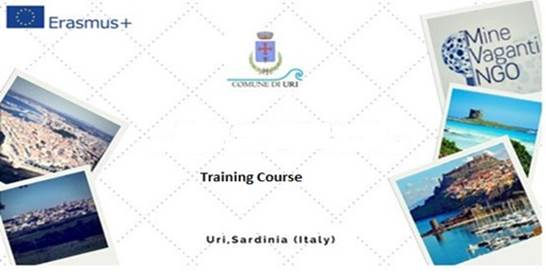 Erasmus+
Mine
Vaganti
NGO
COMUNE DI URI
Training Course
Uri,Sardinia (Italy)